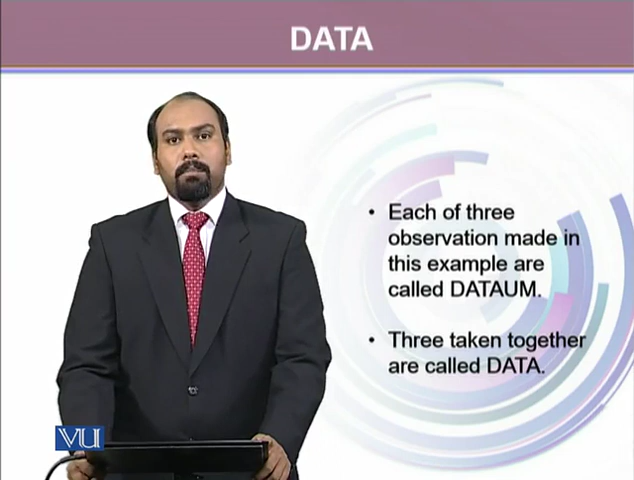 DATA
• Each of three
observation made in
this example are
called DATAUM.
• Three taken together
are called DATA.
VU